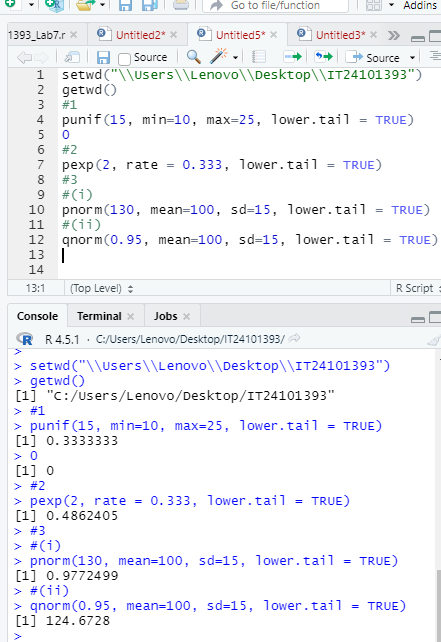 Go to file/function
Addins
1393_Lab7.r
Untitled2*
Untitled5*
Untitled3*
Source
Source
1 setwd("\\Users\\Lenovo\\Desktop\\IT24101393")
2 getwd()
3 #1
4 punif(15, min=10, max=25, lower.tail = TRUE)
5 0
6 #2
7 pexp(2, rate = 0.333, lower.tail = TRUE)
8 #3
9 #(i)
10 pnorm(130, mean=100, sd=15, lower.tail = TRUE)
11 #(ii)
12 qnorm(0.95, mean=100, sd=15, lower.tail = TRUE)
13
14
13:1 (Top Level) R Script
Console Terminal Jobs
R 4.5.1 · C:/Users/Lenovo/Desktop/IT24101393/
>
> setwd("\\Users\\Lenovo\\Desktop\\IT24101393")
> getwd()
[1] "C:/Users/Lenovo/Desktop/IT24101393"
> #1
> punif(15, min=10, max=25, lower.tail = TRUE)
[1] 0.3333333
> 0
[1] 0
> #2
> pexp(2, rate = 0.333, lower.tail = TRUE)
[1] 0.4862405
> #3
> #(i)
> pnorm(130, mean=100, sd=15, lower.tail = TRUE)
[1] 0.9772499
> #(ii)
> qnorm(0.95, mean=100, sd=15, lower.tail = TRUE)
[1] 124.6728
>